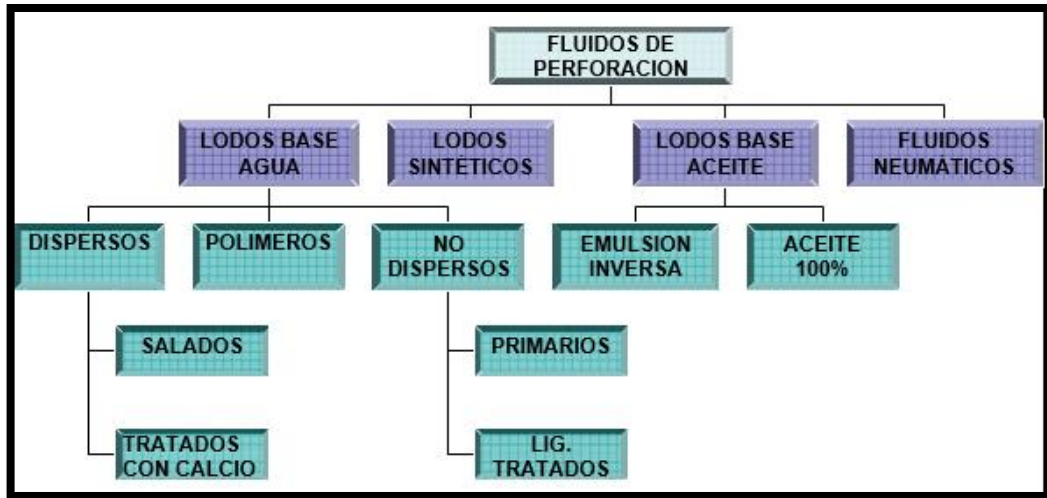 FLUIDOS DE
PERFORACION
LODOS BASE
AGUA
LODOS
SINTÉTICOS
LODOS BASE
ACEITE
FLUIDOS
NEUMÁTICOS
DISPERSOS
POLIMEROS
NO
DISPERSOS
EMULSION
INVERSA
ACEITE
100%
SALADOS
PRIMARIOS
TRATADOS
CON CALCIO
LIG.
TRATADOS